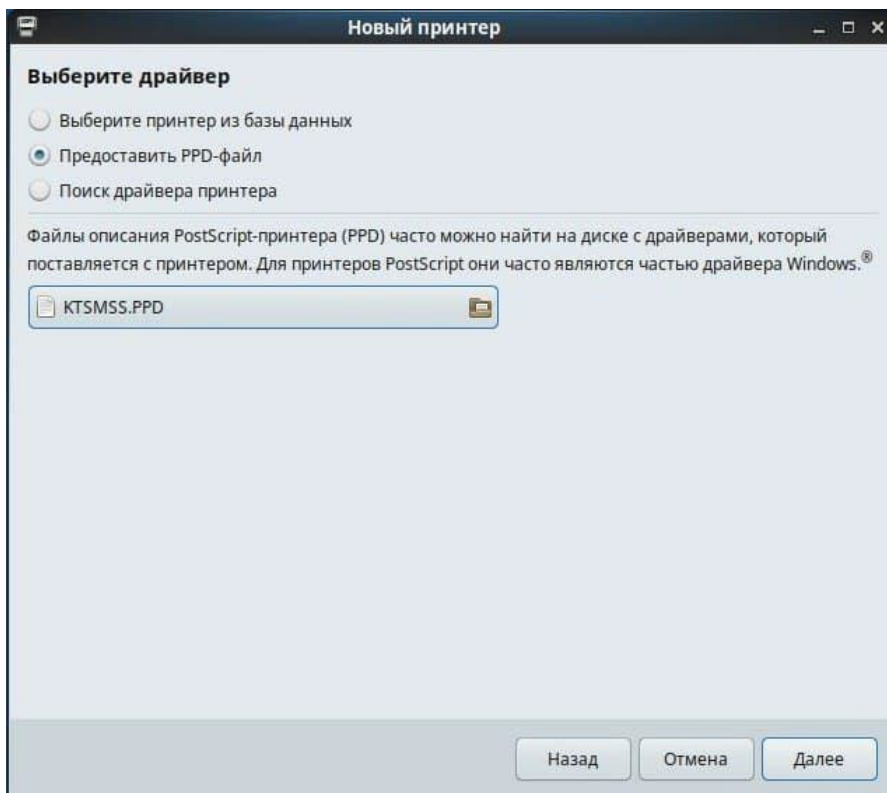 Новый принтер
Выберите драйвер
Выберите принтер из базы данных
Предоставить PPD-файл
Поиск драйвера принтера
Файлы описания PostScript-принтера (PPD) часто можно найти на диске с драйверами, который
поставляется с принтером. Для принтеров PostScript они часто являются частью драйвера Windows.®
KTSMSS.PPD
Назад Отмена Далее